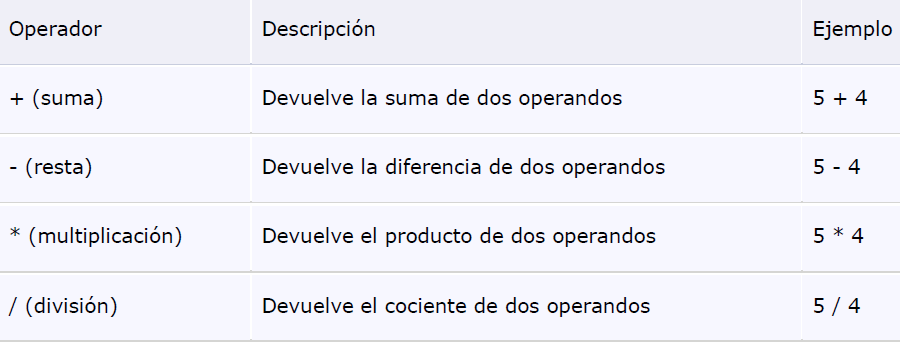 Operador Descripción Ejemplo
+ (suma) Devuelve la suma de dos operandos 5 + 4
- (resta) Devuelve la diferencia de dos operandos 5 - 4
* (multiplicación) Devuelve el producto de dos operandos 5 * 4
/ (división) Devuelve el cociente de dos operandos 5 / 4